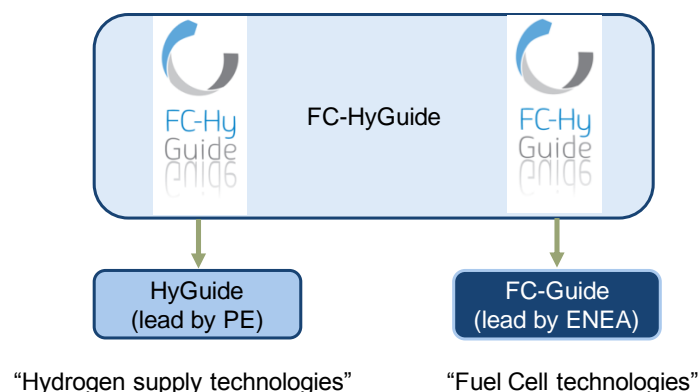 FC-Hy
Guide
FC-HyGuide
FC-Hy
Guide
HyGuide
(lead by PE)
FC-Guide
(lead by ENEA)
“Hydrogen supply technologies”
“Fuel Cell technologies”